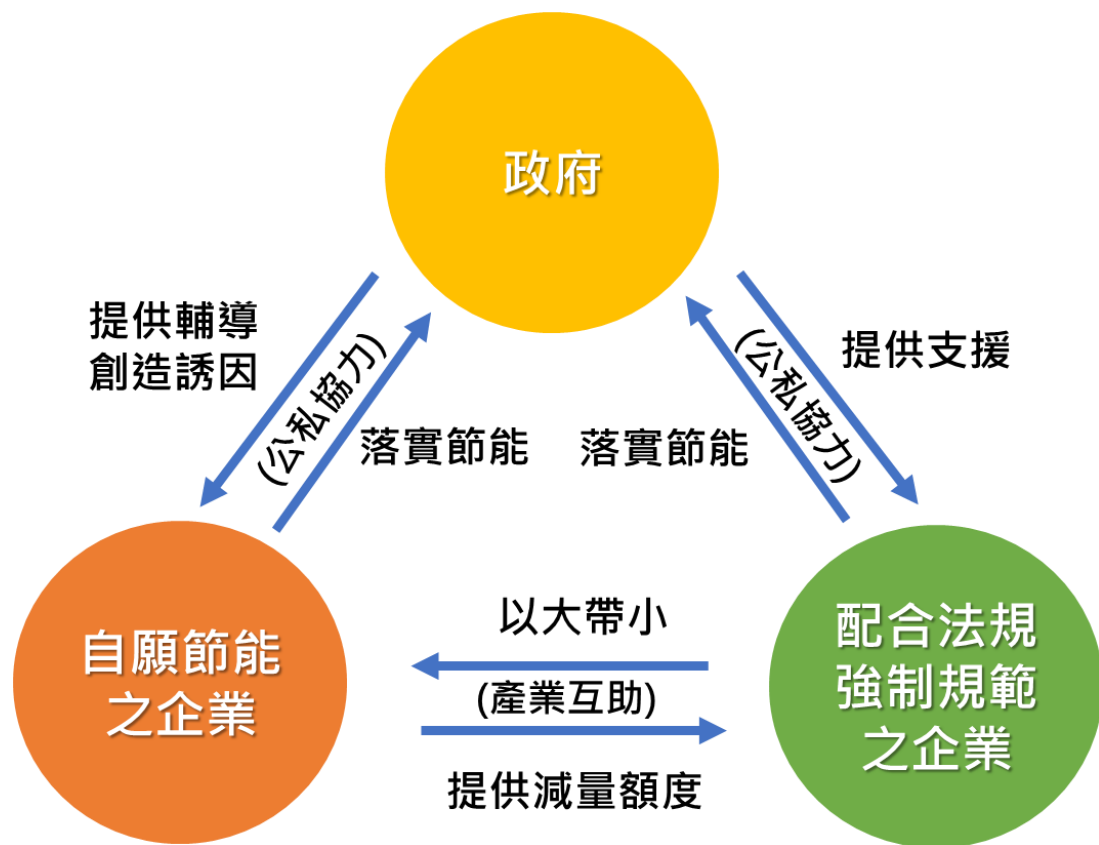 政府
提供輔導
創造誘因
(公私協力)
落實節能
提供支援
(公私協力)
落實節能
自願節能
之企業
以大帶小
(產業互助)
提供減量額度
配合法規
強制規範
之企業